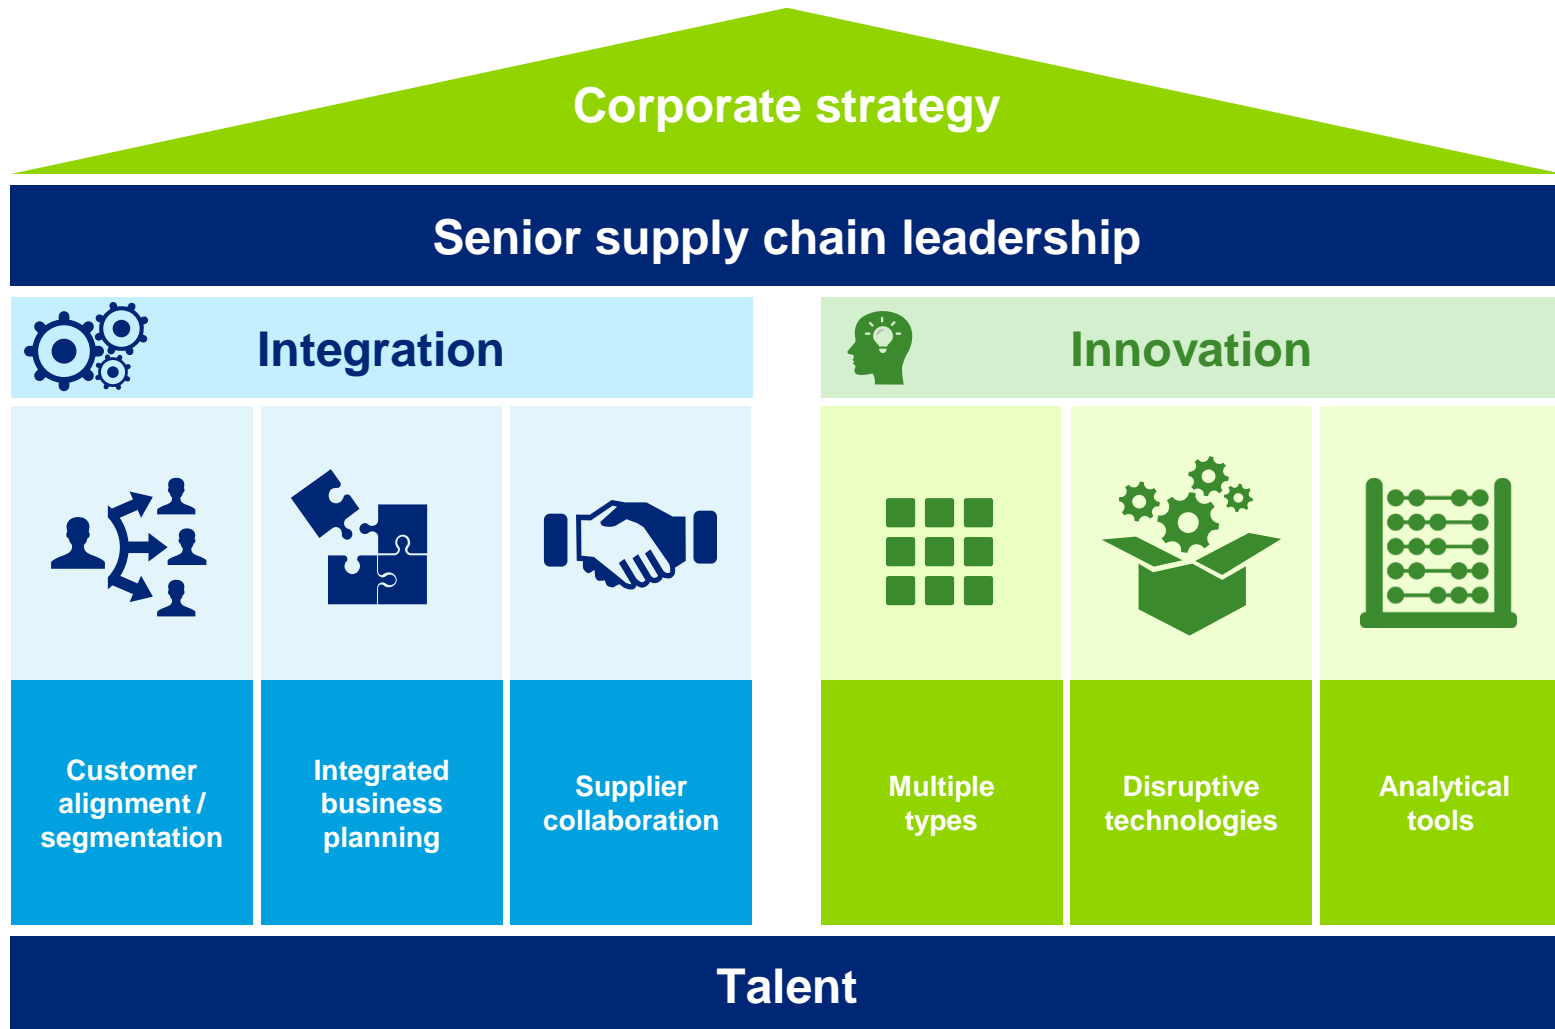 Corporate strategy
Senior supply chain leadership
Integration
Innovation
Customer
alignment /
segmentation
Integrated
business
planning
Supplier
collaboration
Multiple
types
Disruptive
technologies
Analytical
tools
Talent